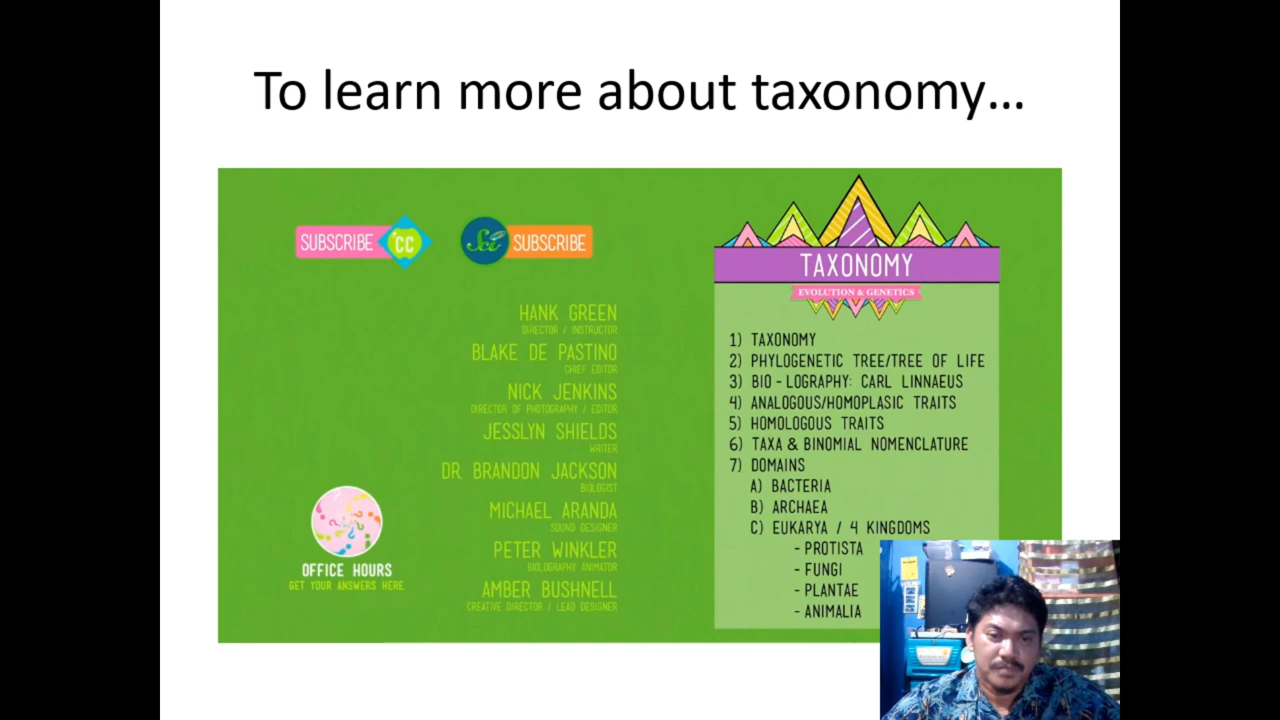 To learn more about taxonomy...
SUBSCRIBE CC
Sci SUBSCRIBE
HANK GREEN
DIRECTOR / INSTRUCTOR
BLAKE DE PASTINO
CHIEF EDITOR
NICK JENKINS
DIRECTOR OF PHOTOGRAPHY / EDITOR
JESSLYN SHIELDS
WRITER
DR. BRANDON JACKSON
BIOLOGIST
MICHAEL ARANDA
SOUND DESIGNER
PETER WINKLER
BIOLOGRAPHY ANIMATOR
AMBER BUSHNELL
CREATIVE DIRECTOR / LEAD DESIGNER
OFFICE HOURS
GET YOUR ANSWERS HERE
TAXONOMY
EVOLUTION & GENETICS
1) TAXONOMY
2) PHYLOGENETIC TREE/TREE OF LIFE
3) BIO-LOGRAPHY: CARL LINNAEUS
4) ANALOGOUS/HOMOPLASIC TRAITS
5) HOMOLOGOUS TRAITS
6) TAXA & BINOMIAL NOMENCLATURE
7) DOMAINS
A) BACTERIA
B) ARCHAEA
C) EUKARYA / 4 KINGDOMS
- PROTISTA
- FUNGI
- PLANTAE
- ANIMALIA